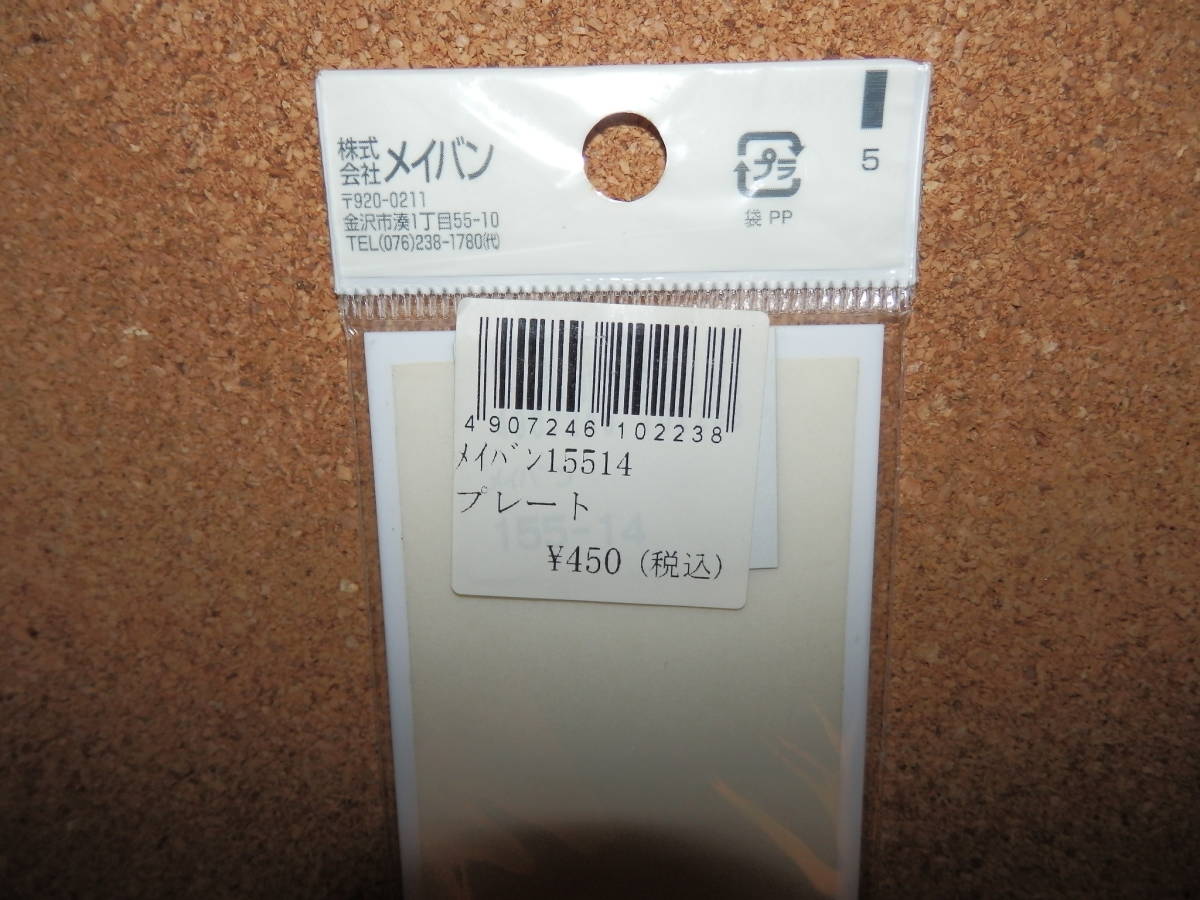 株式会社 メイバン
〒920-0211
金沢市湊1丁目55-10
TEL(076)238-1780(代)
プラ
袋 PP
5
4 907246 102238
ﾒｲﾊﾞﾝ15514
プレート
155-14
¥450 (税込)